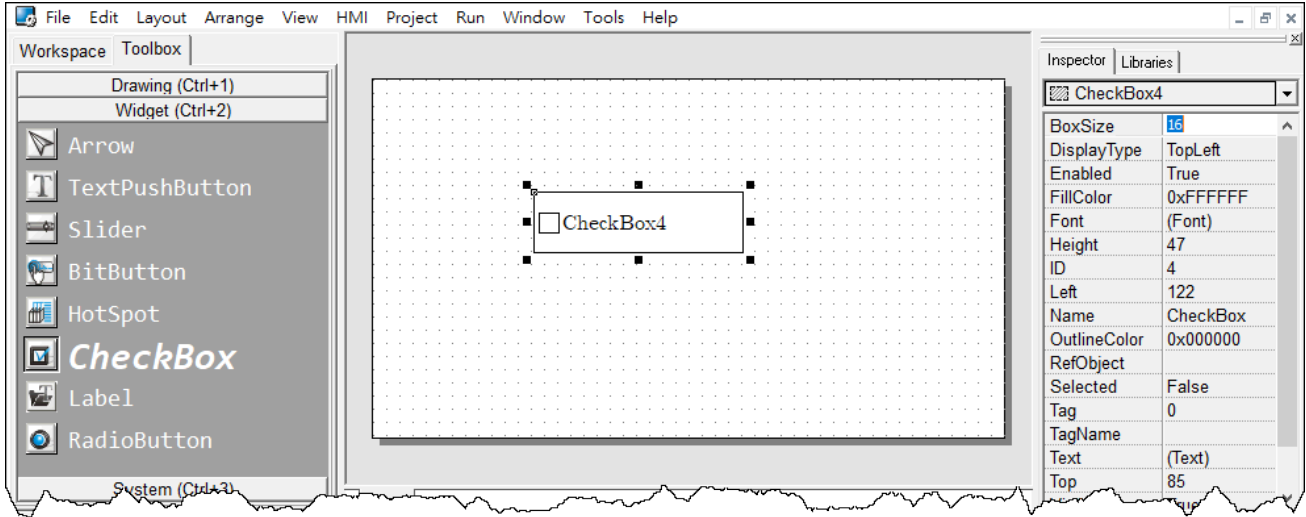 File Edit Layout Arrange View HMI Project Run Window Tools Help
Workspace Toolbox
Drawing (Ctrl+1)
Widget (Ctrl+2)
Arrow
TextPushButton
Slider
BitButton
HotSpot
CheckBox
Label
RadioButton
System (Ctrl+3)
CheckBox4
Inspector Libraries
CheckBox4
BoxSize 16
DisplayType TopLeft
Enabled True
FillColor 0xFFFFFF
Font (Font)
Height 47
ID 4
Left 122
Name CheckBox
OutlineColor 0x000000
RefObject
Selected False
Tag 0
TagName
Text (Text)
Top 85